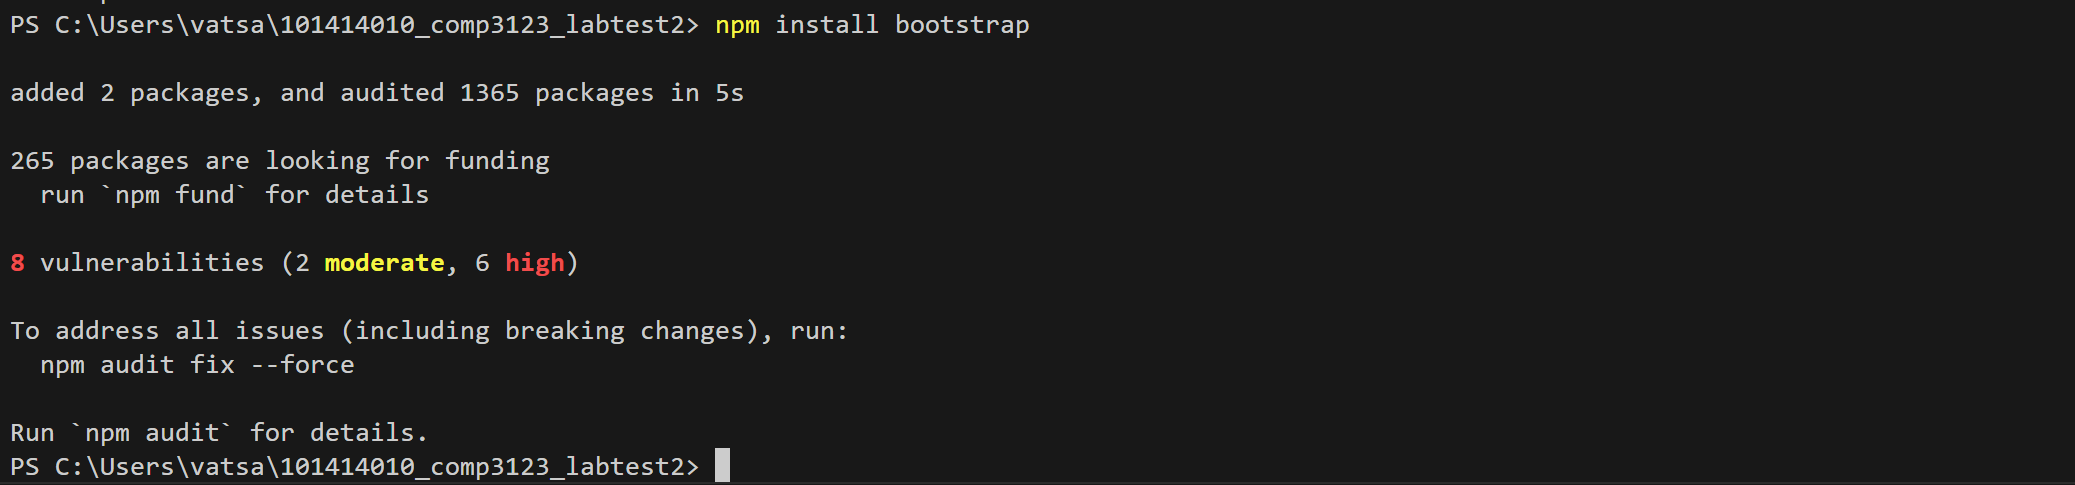 PS C:\Users\vatsa\101414010_comp3123_labtest2> npm install bootstrap
added 2 packages, and audited 1365 packages in 5s
265 packages are looking for funding
  run `npm fund` for details
8 vulnerabilities (2 moderate, 6 high)
To address all issues (including breaking changes), run:
  npm audit fix --force
Run `npm audit` for details.
PS C:\Users\vatsa\101414010_comp3123_labtest2>